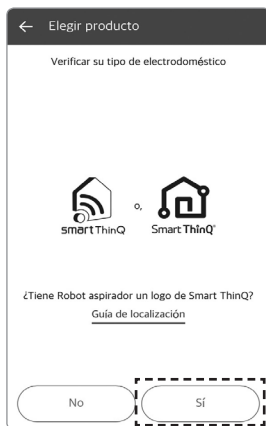 ← Elegir producto
Verificar su tipo de electrodoméstico
smart ThinQ
o,
Smart ThinQ®
¿Tiene Robot aspirador un logo de Smart ThinQ?
Guía de localización
No
Sí